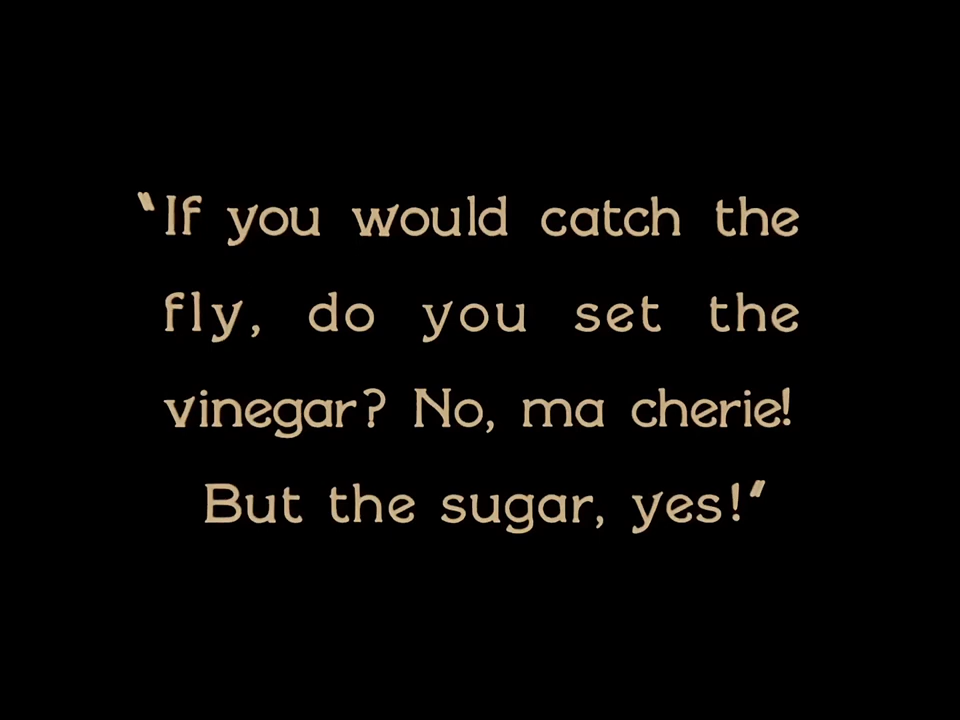 “If you would catch the
fly, do you set the
vinegar? No, ma cherie!
But the sugar, yes!”